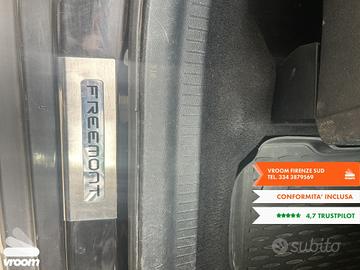 FREEMONT
VROOM FIRENZE SUD
TEL. 334 3879569
CONFORMITA' INCLUSA
4,7 TRUSTPILOT
vroom
subito